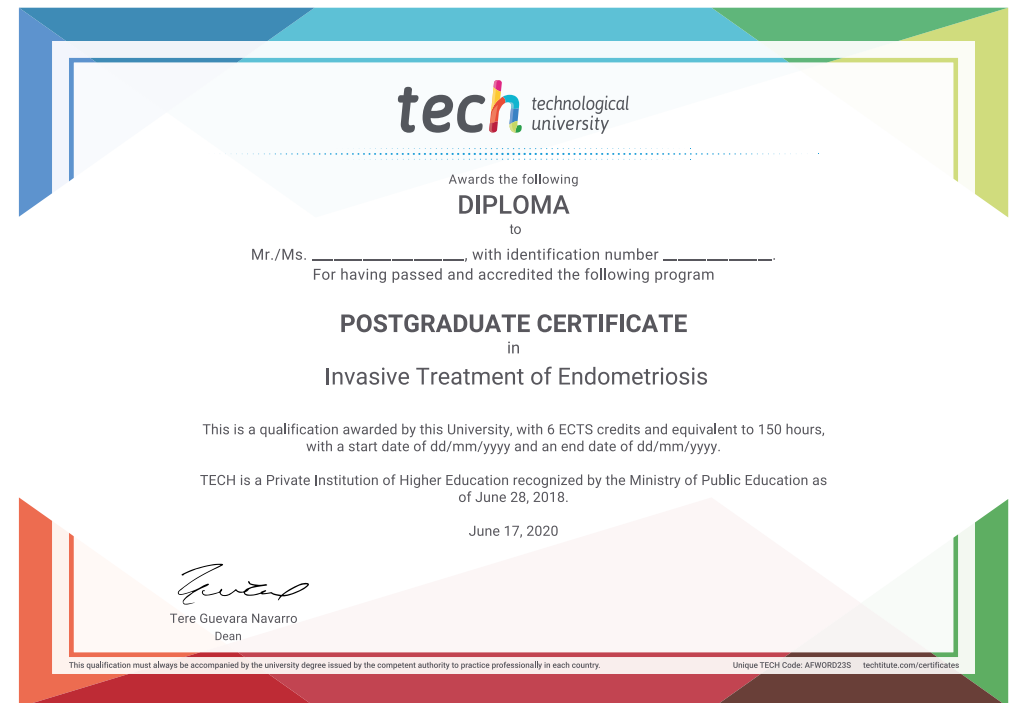 tech technological
university
Awards the following
DIPLOMA
to
Mr./Ms. ______________, with identification number __________.
For having passed and accredited the following program
POSTGRADUATE CERTIFICATE
in
Invasive Treatment of Endometriosis
This is a qualification awarded by this University, with 6 ECTS credits and equivalent to 150 hours,
with a start date of dd/mm/yyyy and an end date of dd/mm/yyyy.
TECH is a Private Institution of Higher Education recognized by the Ministry of Public Education as
of June 28, 2018.
June 17, 2020
Tere Guevara Navarro
Dean
This qualification must always be accompanied by the university degree issued by the competent authority to practice professionally in each country. Unique TECH Code: AFWORD23S techtitute.com/certificates